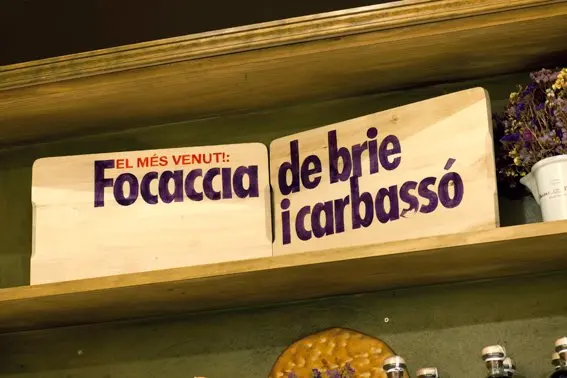 EL MÉS VENUT!:
Focaccia
de brie
i carbassó